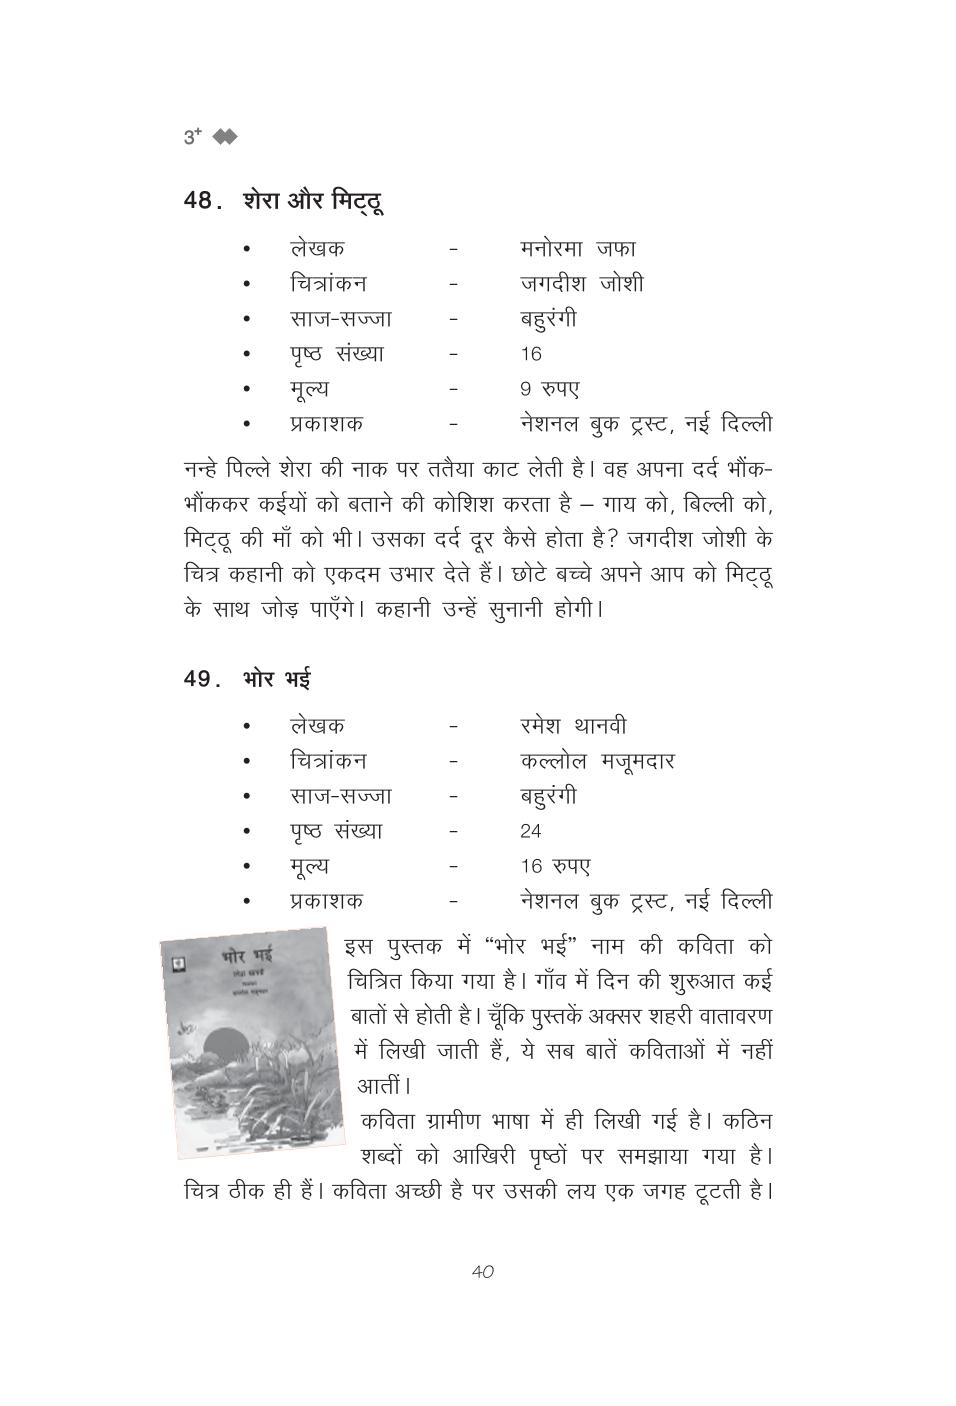 3+
48. शेरा और मिट्ठू
• लेखक - मनोरमा जफा
• चित्रांकन - जगदीश जोशी
• साज-सज्जा - बहुरंगी
• पृष्ठ संख्या - 16
• मूल्य - 9 रुपए
• प्रकाशक - नेशनल बुक ट्रस्ट, नई दिल्ली
नन्हे पिल्ले शेरा की नाक पर ततैया काट लेती है। वह अपना दर्द भौंक-
भौंककर कईयों को बताने की कोशिश करता है – गाय को, बिल्ली को,
मिट्ठू की माँ को भी। उसका दर्द दूर कैसे होता है? जगदीश जोशी के
चित्र कहानी को एकदम उभार देते हैं। छोटे बच्चे अपने आप को मिट्ठू
के साथ जोड़ पाएँगे। कहानी उन्हें सुनानी होगी।
49. भोर भई
• लेखक - रमेश थानवी
• चित्रांकन - कल्लोल मजूमदार
• साज-सज्जा - बहुरंगी
• पृष्ठ संख्या - 24
• मूल्य - 16 रुपए
• प्रकाशक - नेशनल बुक ट्रस्ट, नई दिल्ली
भोर भई
इस पुस्तक में “भोर भई” नाम की कविता को
चित्रित किया गया है। गाँव में दिन की शुरुआत कई
बातों से होती है। चूँकि पुस्तकें अक्सर शहरी वातावरण
में लिखी जाती हैं, ये सब बातें कविताओं में नहीं
आतीं।
कविता ग्रामीण भाषा में ही लिखी गई है। कठिन
शब्दों को आखिरी पृष्ठों पर समझाया गया है।
चित्र ठीक ही हैं। कविता अच्छी है पर उसकी लय एक जगह टूटती है।
40